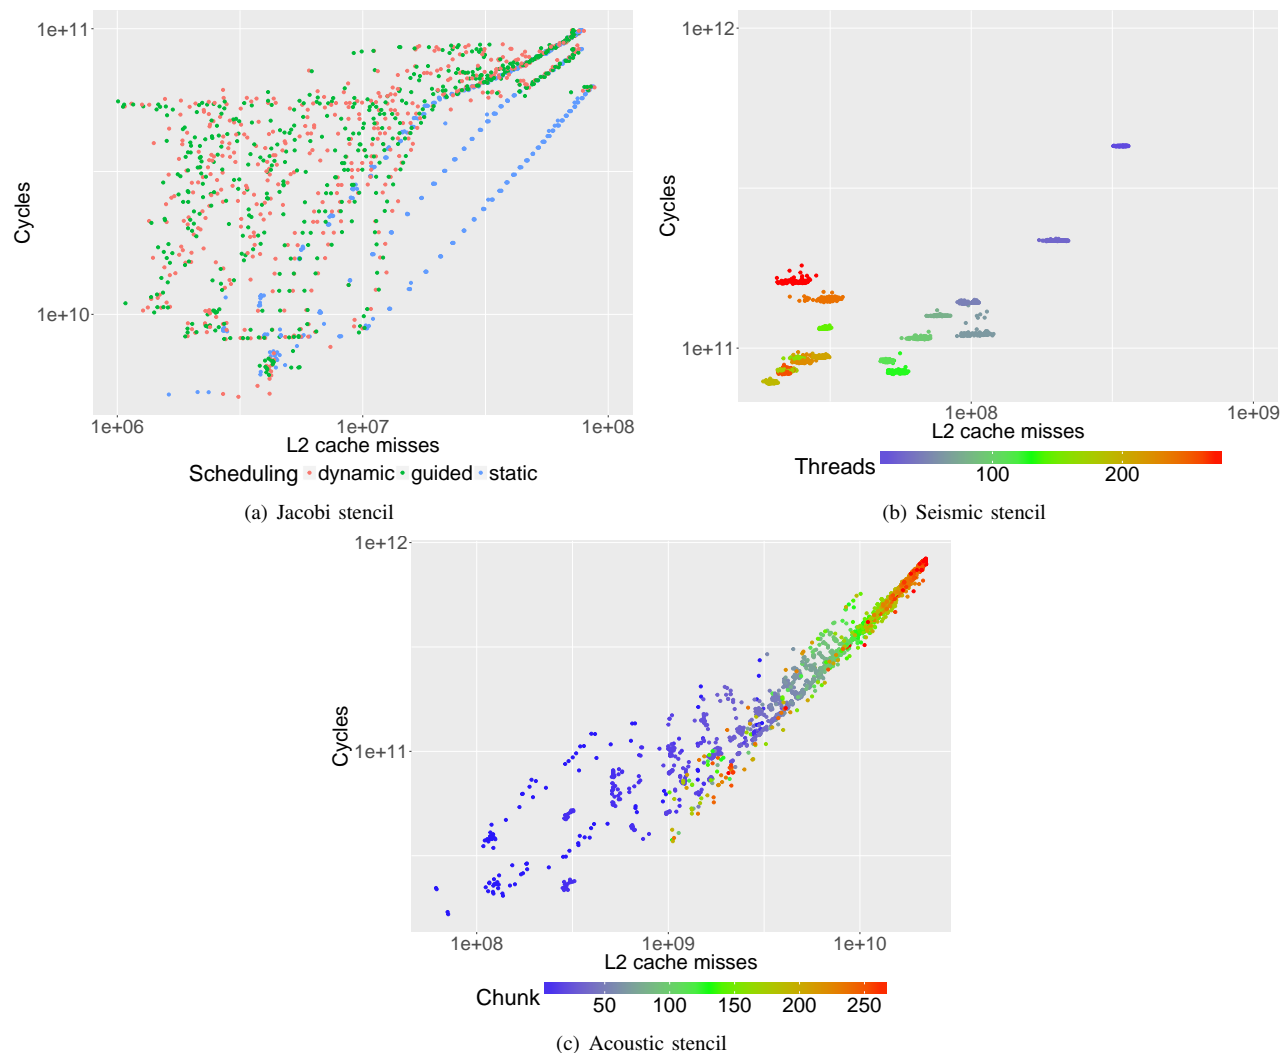 1e+11
1e+10
Cycles
1e+06 1e+07 1e+08
L2 cache misses
Scheduling dynamic guided static
(a) Jacobi stencil
1e+12
1e+11
Cycles
1e+08 1e+09
L2 cache misses
Threads
100 200
(b) Seismic stencil
1e+12
1e+11
Cycles
1e+08 1e+09 1e+10
L2 cache misses
Chunk
50 100 150 200 250
(c) Acoustic stencil